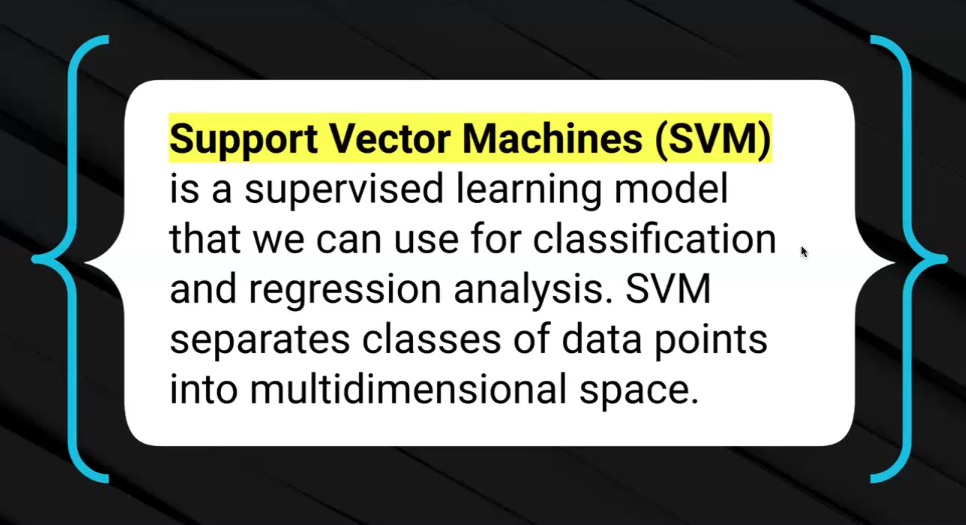 Support Vector Machines (SVM)
is a supervised learning model
that we can use for classification
and regression analysis. SVM
separates classes of data points
into multidimensional space.